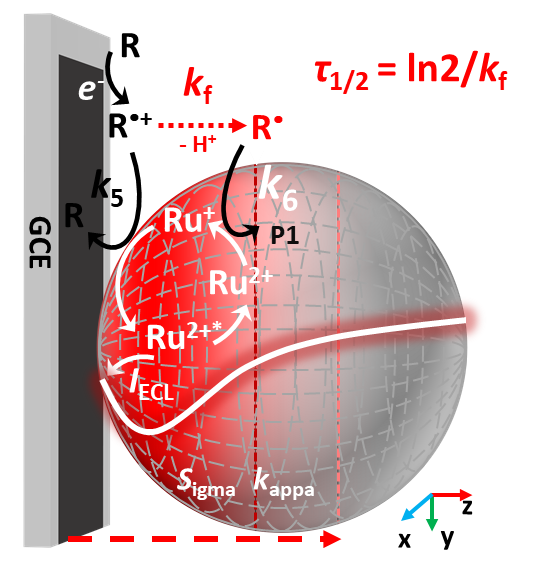 R
τ1/2 = ln2/kf
e-
kf
R•+
R•
- H+
k5
k6
R
Ru+
P1
GCE
Ru2+
Ru2+*
IECL
Sigma kappa
z
x
y